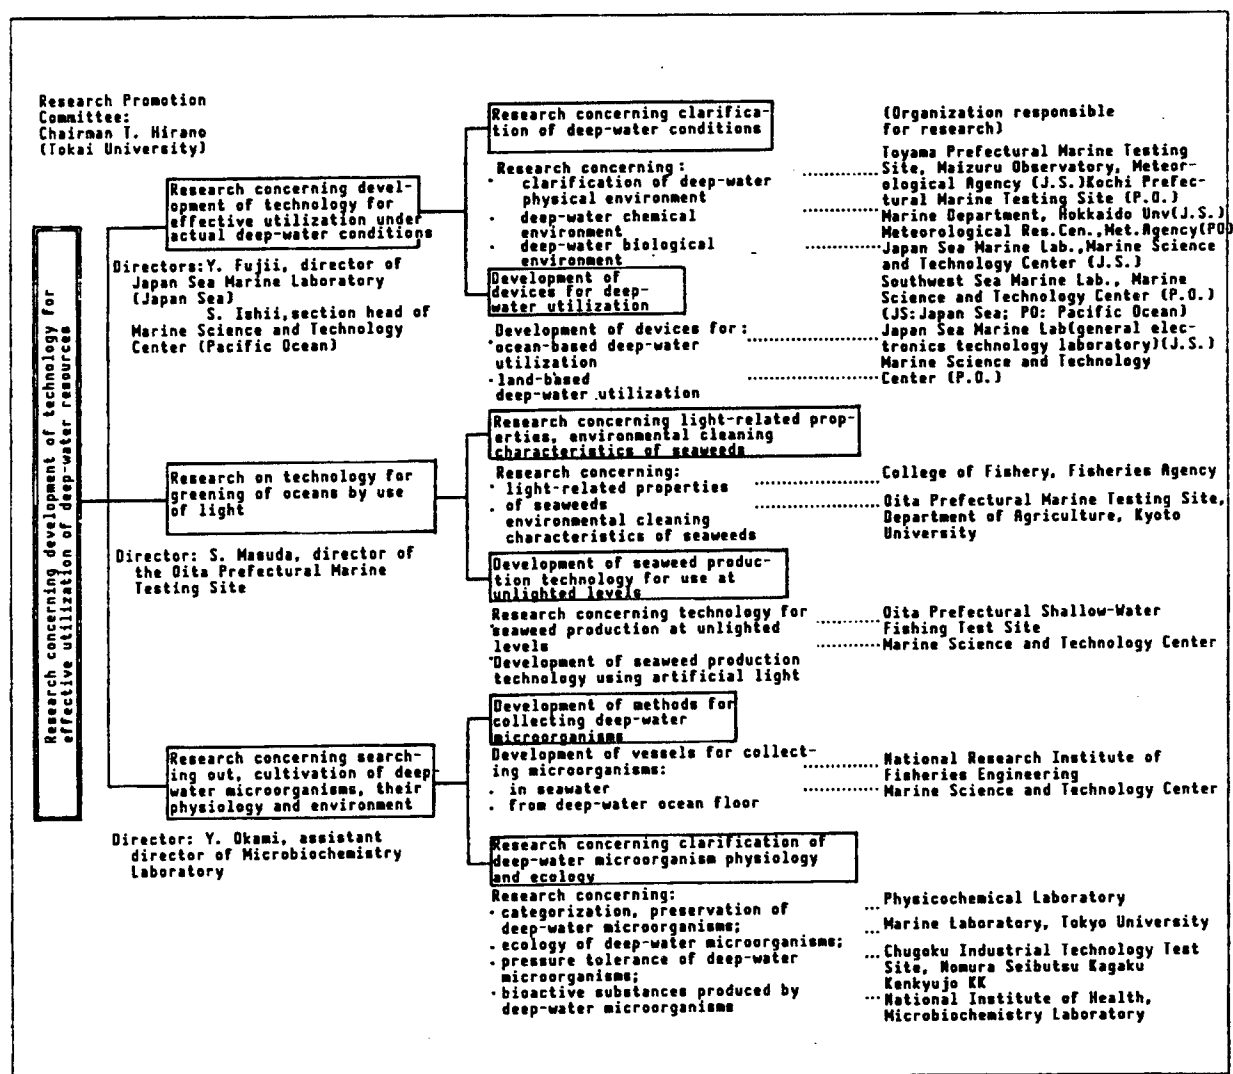 Research Promotion
Committee:
Chairman T. Hirano
(Tokai University)
Research concerning development of technology for
effective utilization of deep-water resources
Research concerning devel-
opment of technology for
effective utilization under
actual deep-water conditions
Directors: Y. Fujii, director of
Japan Sea Marine Laboratory
(Japan Sea)
S. Ishii, section head of
Marine Science and Technology
Center (Pacific Ocean)
Research concerning clarifica-
tion of deep-water conditions
Research concerning:
· clarification of deep-water
physical environment
· deep-water chemical
environment
· deep-water biological
environment
Development of
devices for deep-
water utilization
Development of devices for:
· ocean-based deep-water
utilization
· land-based
deep-water utilization
(Organization responsible
for research)
Toyama Prefectural Marine Testing
Site, Maizuru Observatory, Meteor-
ological Agency (J.S.)Kochi Prefec-
tural Marine Testing Site (P.O.)
Marine Department, Hokkaido Unv(J.S.)
Meteorological Res.Cen.,Met.Agency(PO)
Japan Sea Marine Lab.,Marine Science
and Technology Center (J.S.)
Southwest Sea Marine Lab., Marine
Science and Technology Center (P.O.)
(JS:Japan Sea; PO: Pacific Ocean)
Japan Sea Marine Lab(general elec-
tronics technology laboratory)(J.S.)
Marine Science and Technology
Center (P.O.)
Research on technology for
greening of oceans by use
of light
Director: S. Masuda, director of
the Oita Prefectural Marine
Testing Site
Research concerning light-related prop-
erties, environmental cleaning
characteristics of seaweeds
Research concerning:
· light-related properties
· of seaweeds
environmental cleaning
characteristics of seaweeds
College of Fishery, Fisheries Agency
Oita Prefectural Marine Testing Site,
Department of Agriculture, Kyoto
University
Development of seaweed produc-
tion technology for use at
unlighted levels
Research concerning technology for
· seaweed production at unlighted
levels
· Development of seaweed production
technology using artificial light
Oita Prefectural Shallow-Water
Fishing Test Site
Marine Science and Technology Center
Research concerning search-
ing out, cultivation of deep-
water microorganisms, their
physiology and environment
Director: Y. Okami, assistant
director of Microbiochemistry
Laboratory
Development of methods for
collecting deep-water
microorganisms
Development of vessels for collect-
ing microorganisms:
· in seawater
· from deep-water ocean floor
National Research Institute of
Fisheries Engineering
Marine Science and Technology Center
Research concerning clarification of
deep-water microorganism physiology
and ecology
Research concerning:
· categorization, preservation of
deep-water microorganisms;
· ecology of deep-water microorganisms;
· pressure tolerance of deep-water
microorganisms;
· bioactive substances produced by
deep-water microorganisms
Physicochemical Laboratory
Marine Laboratory, Tokyo University
Chugoku Industrial Technology Test
Site, Nomura Seibutsu Kagaku
Kenkyujo KK
National Institute of Health,
Microbiochemistry Laboratory